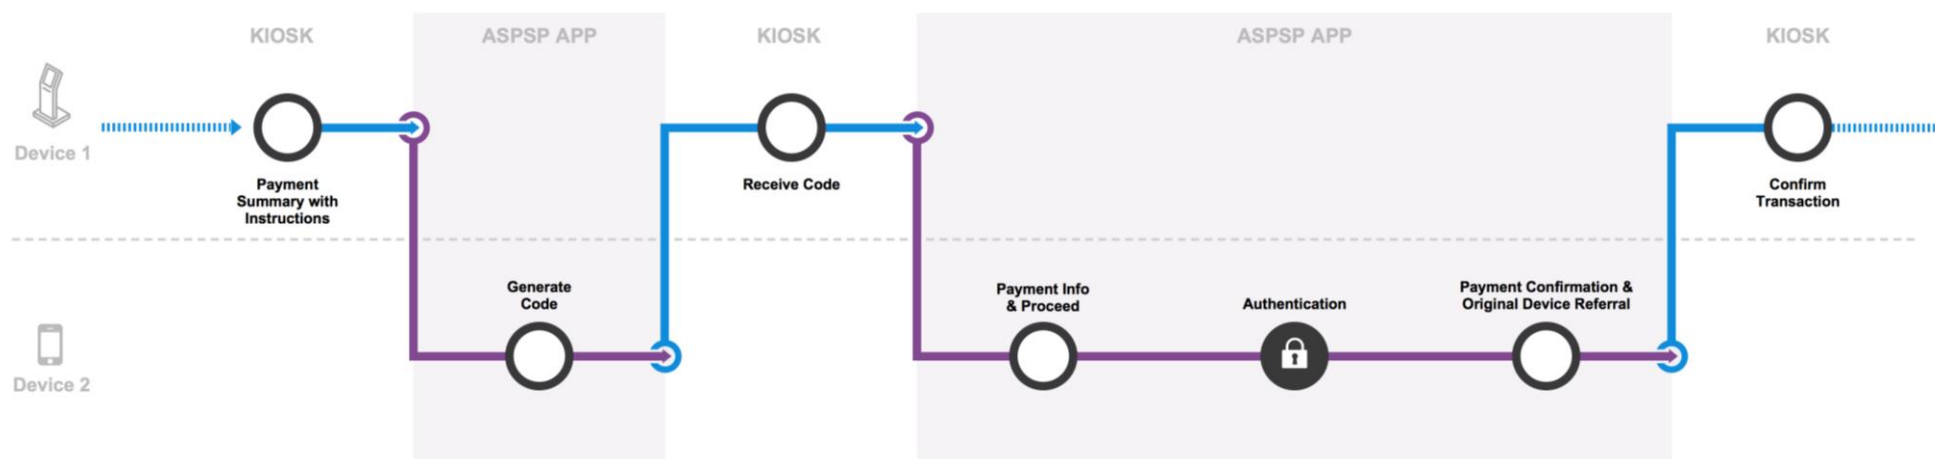 KIOSK
ASPSP APP
KIOSK
ASPSP APP
KIOSK
Device 1
Payment
Summary with
Instructions
Receive Code
Confirm
Transaction
Generate
Code
Payment Info
& Proceed
Authentication
Payment Confirmation &
Original Device Referral
Device 2